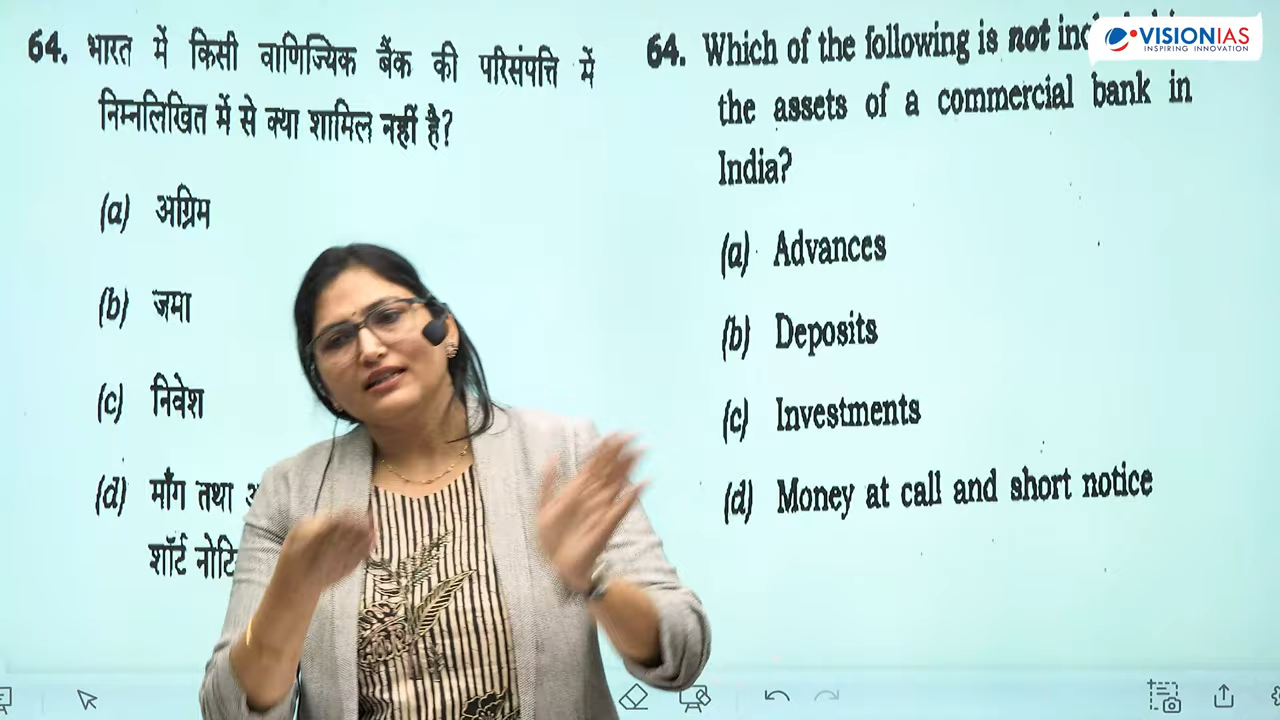 64. भारत में किसी वाणिज्यिक बैंक की परिसंपत्ति में
निम्नलिखित में से क्या शामिल नहीं है?
(a) अग्रिम
(b) जमा
(c) निवेश
(d) माँग तथा
शॉर्ट
64. Which of the following is not
the assets of a commercial bank in
India?
(a) Advances
(b) Deposits
(c) Investments
(d) Money at call and short notice
VISIONIAS
INSPIRING INNOVATION